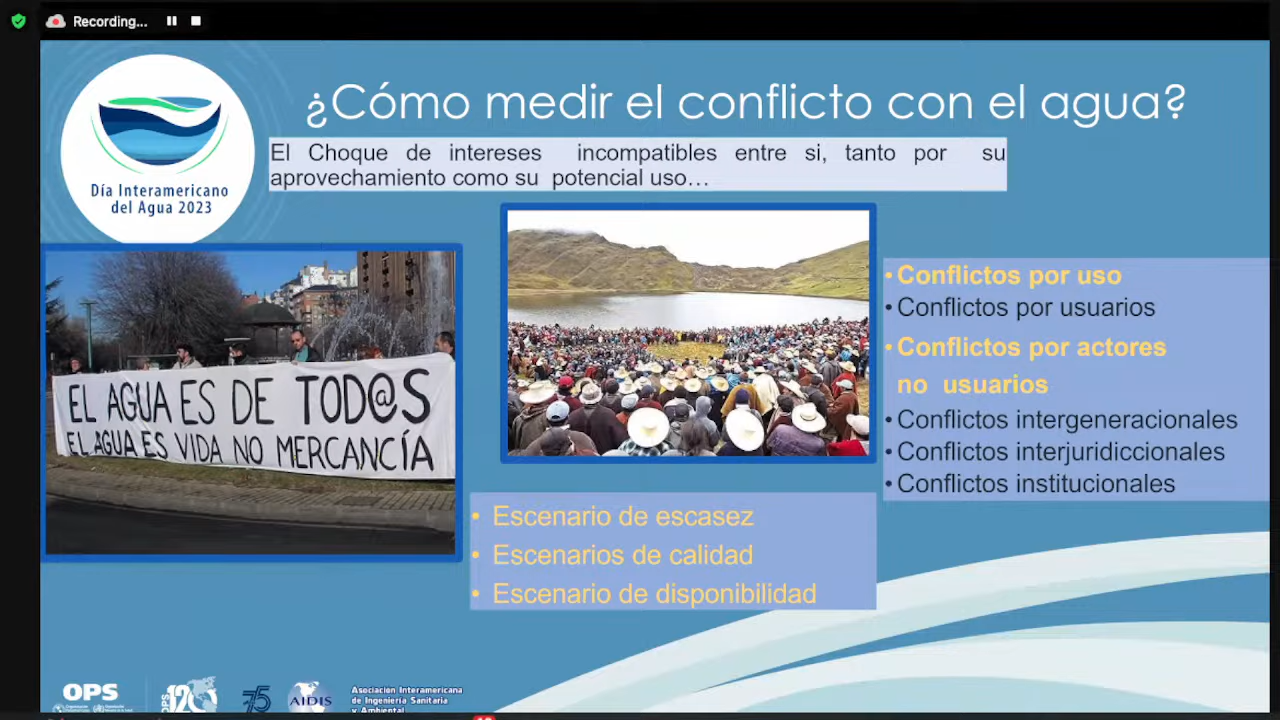 Recording...
¿Cómo medir el conflicto con el agua?
El Choque de intereses incompatibles entre si, tanto por su
aprovechamiento como su potencial uso...
Día Interamericano
del Agua 2023
EL AGUA ES DE TOD@S
EL AGUA ES VIDA NO MERCANCÍA
• Conflictos por uso
• Conflictos por usuarios
• Conflictos por actores
no usuarios
• Conflictos intergeneracionales
• Conflictos interjuridiccionales
• Conflictos institucionales
• Escenario de escasez
• Escenarios de calidad
• Escenario de disponibilidad
OPS
OPS 120
75
AIDIS
Asociación Interamericana
de Ingeniería Sanitaria
y Ambiental